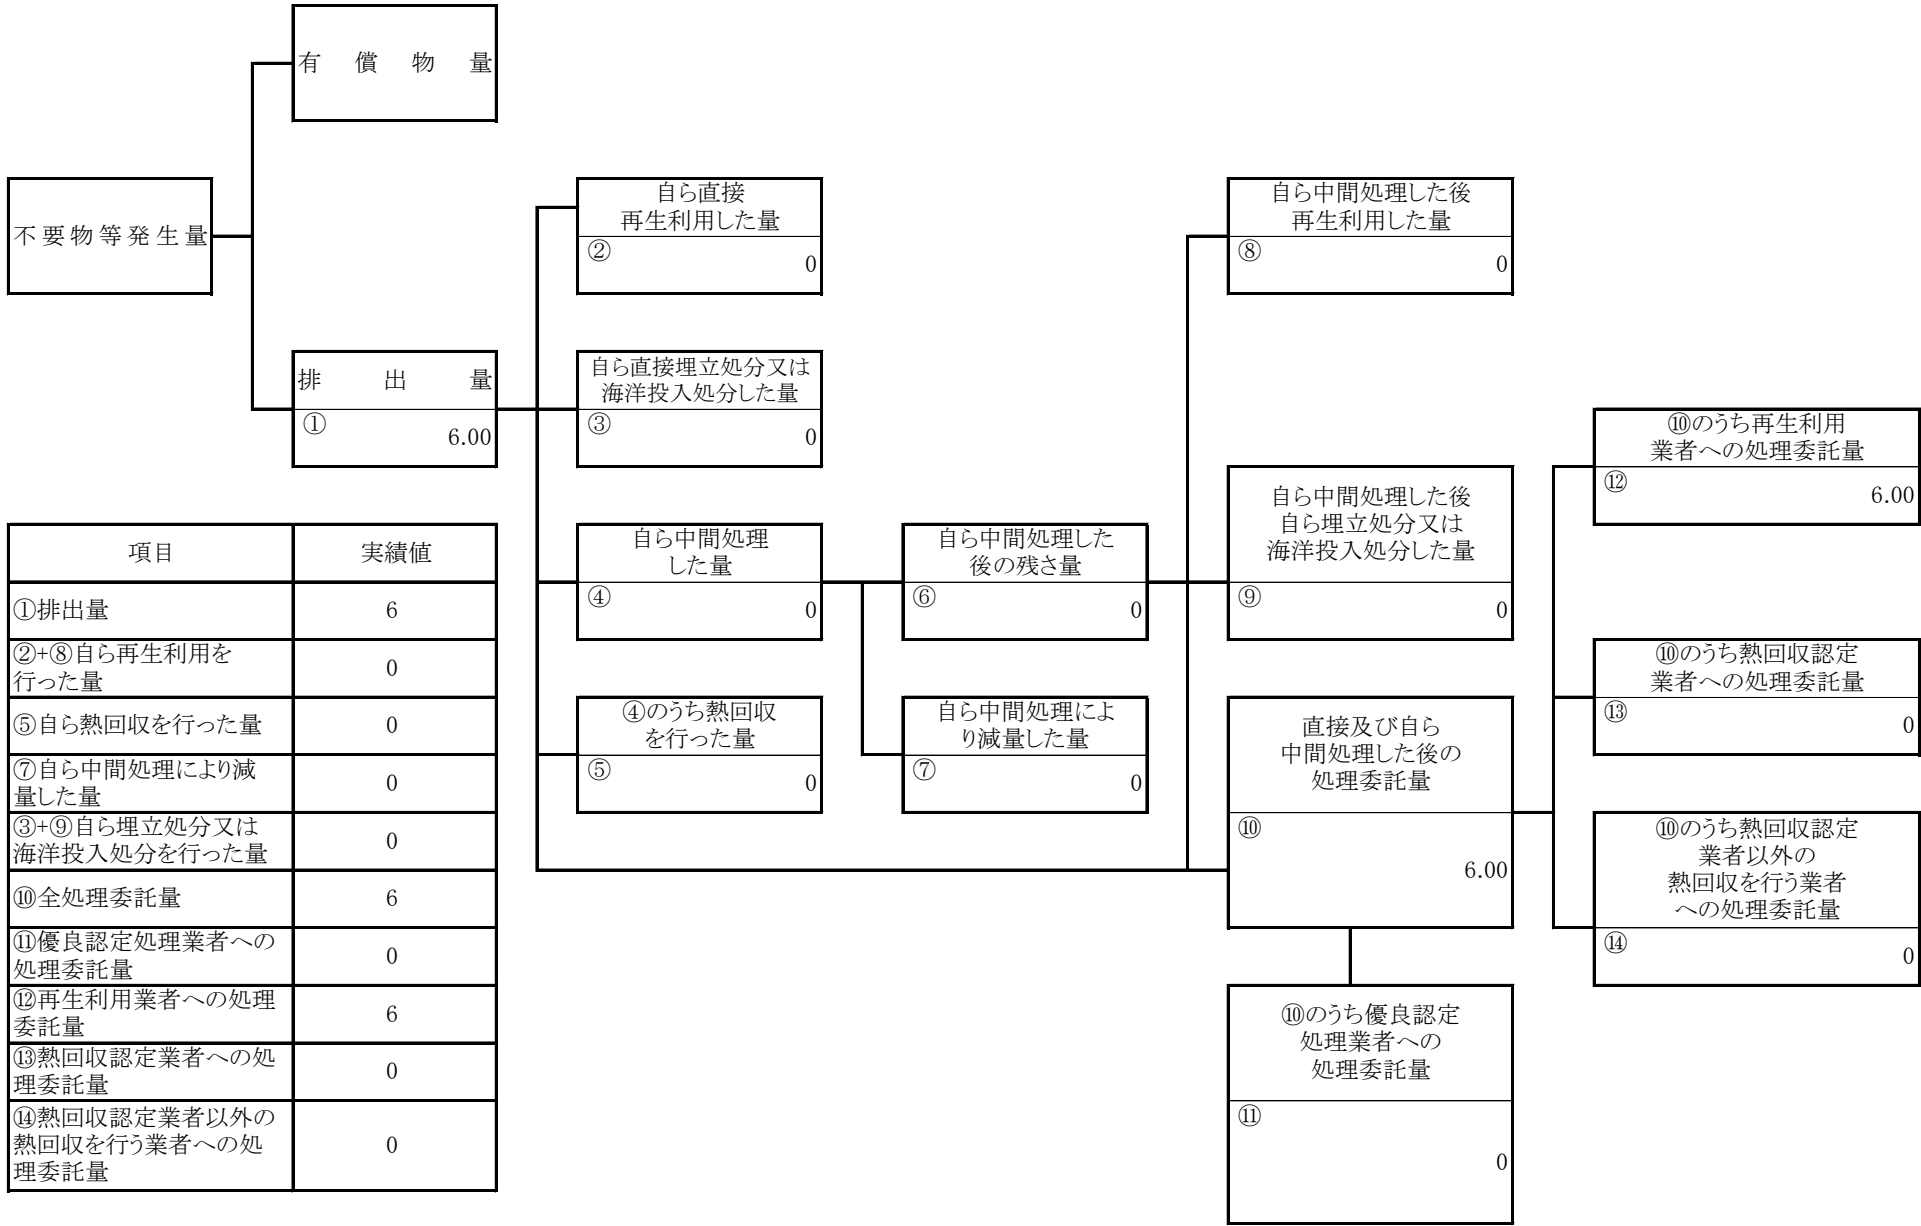 有償物量
不要物等発生量
排出量
①
6.00
自ら直接
再生利用した量
②
0
自ら直接埋立処分又は
海洋投入処分した量
③
0
自ら中間処理
した量
④
0
④のうち熱回収
を行った量
⑤
0
自ら中間処理した
後の残さ量
⑥
0
自ら中間処理によ
り減量した量
⑦
0
自ら中間処理した後
再生利用した量
⑧
0
自ら中間処理した後
自ら埋立処分又は
海洋投入処分した量
⑨
0
直接及び自ら
中間処理した後の
処理委託量
⑩
6.00
⑩のうち優良認定
処理業者への
処理委託量
⑪
0
⑩のうち再生利用
業者への処理委託量
⑫
6.00
⑩のうち熱回収認定
業者への処理委託量
⑬
0
⑩のうち熱回収認定
業者以外の
熱回収を行う業者
への処理委託量
⑭
0
項目 実績値
①排出量 6
②+⑧自ら再生利用を
行った量 0
⑤自ら熱回収を行った量 0
⑦自ら中間処理により減
量した量 0
③+⑨自ら埋立処分又は
海洋投入処分を行った量 0
⑩全処理委託量 6
⑪優良認定処理業者への
処理委託量 0
⑫再生利用業者への処理
委託量 6
⑬熱回収認定業者への処
理委託量 0
⑭熱回収認定業者以外の
熱回収を行う業者への処
理委託量 0